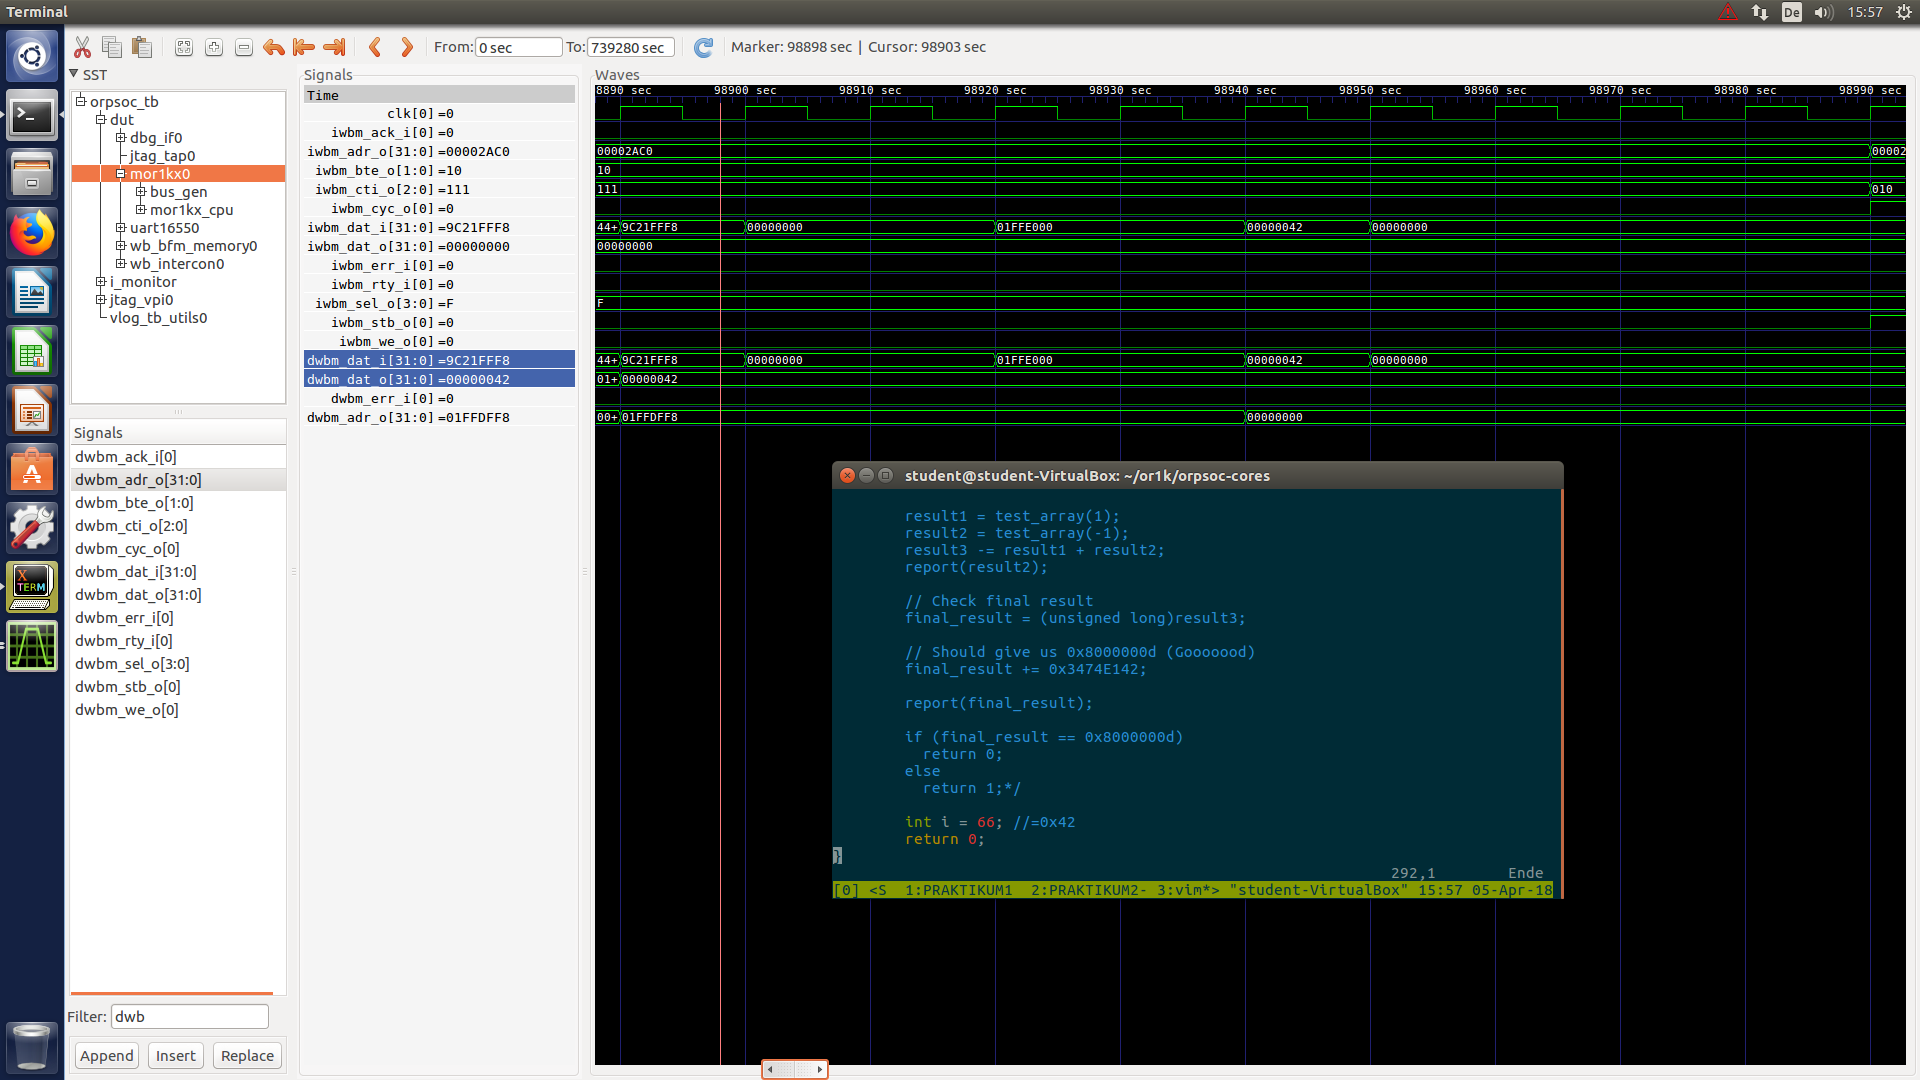 Terminal
De
15:57
From:
0 sec
To:
739280 sec
Marker: 98898 sec | Cursor: 98903 sec
SST
orpsoc_tb
dut
dbg_if0
jtag_tap0
mor1kx0
bus_gen
mor1kx_cpu
uart16550
wb_bfm_memory0
wb_intercon0
i_monitor
jtag_vpi0
vlog_tb_utils0
Signals
dwbm_ack_i[0]
dwbm_adr_o[31:0]
dwbm_bte_o[1:0]
dwbm_cti_o[2:0]
dwbm_cyc_o[0]
dwbm_dat_i[31:0]
dwbm_dat_o[31:0]
dwbm_err_i[0]
dwbm_rty_i[0]
dwbm_sel_o[3:0]
dwbm_stb_o[0]
dwbm_we_o[0]
Filter:
dwb
Append
Insert
Replace
Signals
Time
clk[0] =0
iwbm_ack_i[0] =0
iwbm_adr_o[31:0] =00002AC0
iwbm_bte_o[1:0] =10
iwbm_cti_o[2:0] =111
iwbm_cyc_o[0] =0
iwbm_dat_i[31:0] =9C21FFF8
iwbm_dat_o[31:0] =00000000
iwbm_err_i[0] =0
iwbm_rty_i[0] =0
iwbm_sel_o[3:0] =F
iwbm_stb_o[0] =0
iwbm_we_o[0] =0
dwbm_dat_i[31:0] =9C21FFF8
dwbm_dat_o[31:0] =00000042
dwbm_err_i[0] =0
dwbm_adr_o[31:0] =01FFDFF8
Waves
8890 sec 98900 sec 98910 sec 98920 sec 98930 sec 98940 sec 98950 sec 98960 sec 98970 sec 98980 sec 98990 sec
00002AC0 00002
10
111 010
44+ 9C21FFF8 00000000 01FFE000 00000042 00000000
00000000
F
44+ 9C21FFF8 00000000 01FFE000 00000042 00000000
01+ 00000042
00+ 01FFDFF8 00000000
student@student-VirtualBox: ~/or1k/orpsoc-cores
result1 = test_array(1);
result2 = test_array(-1);
result3 -= result1 + result2;
report(result2);
// Check final result
final_result = (unsigned long)result3;
// Should give us 0x8000000d (Gooooood)
final_result += 0x3474E142;
report(final_result);
if (final_result == 0x8000000d)
return 0;
else
return 1;*/
int i = 66; //=0x42
return 0;
}
292,1 Ende
[0] <S 1:PRAKTIKUM1 2:PRAKTIKUM2- 3:vim*> "student-VirtualBox" 15:57 05-Apr-18
X
TERM